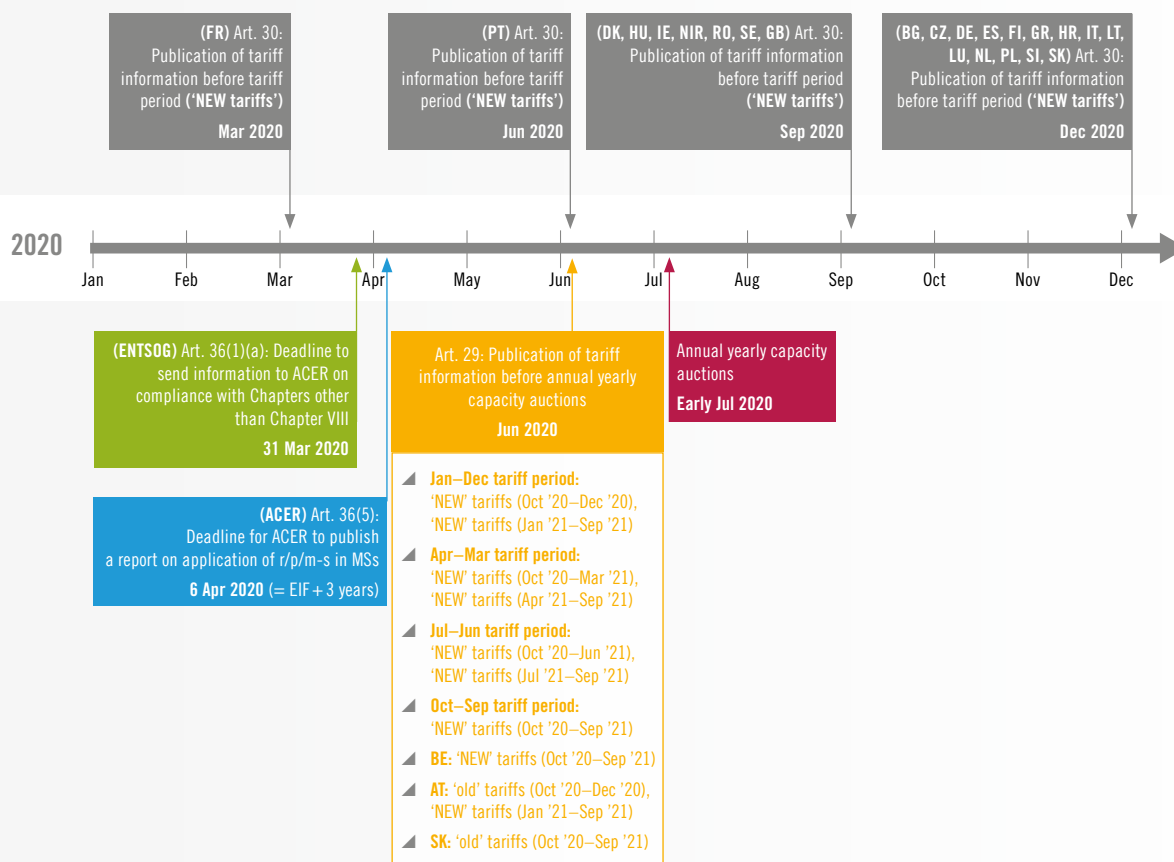 (FR) Art. 30:
Publication of tariff
information before tariff
period (‘NEW tariffs’)
Mar 2020
(PT) Art. 30:
Publication of tariff
information before tariff
period (‘NEW tariffs’)
Jun 2020
(DK, HU, IE, NIR, RO, SE, GB) Art. 30:
Publication of tariff information
before tariff period
(‘NEW tariffs’)
Sep 2020
(BG, CZ, DE, ES, FI, GR, HR, IT, LT,
LU, NL, PL, SI, SK) Art. 30:
Publication of tariff information
before tariff period (‘NEW tariffs’)
Dec 2020
2020
Jan Feb Mar Apr May Jun Jul Aug Sep Oct Nov Dec
(ENTSOG) Art. 36(1)(a): Deadline to
send information to ACER on
compliance with Chapters other
than Chapter VIII
31 Mar 2020
(ACER) Art. 36(5):
Deadline for ACER to publish
a report on application of r/p/m-s in MSs
6 Apr 2020 (= EIF + 3 years)
Art. 29: Publication of tariff
information before annual yearly
capacity auctions
Jun 2020
Jan–Dec tariff period:
‘NEW’ tariffs (Oct ’20–Dec ’20),
‘NEW’ tariffs (Jan ’21–Sep ’21)
Apr–Mar tariff period:
‘NEW’ tariffs (Oct ’20–Mar ’21),
‘NEW’ tariffs (Apr ’21–Sep ’21)
Jul–Jun tariff period:
‘NEW’ tariffs (Oct ’20–Jun ’21),
‘NEW’ tariffs (Jul ’21–Sep ’21)
Oct–Sep tariff period:
‘NEW’ tariffs (Oct ’20–Sep ’21)
BE: ‘NEW’ tariffs (Oct ’20–Sep ’21)
AT: ‘old’ tariffs (Oct ’20–Dec ’20),
‘NEW’ tariffs (Jan ’21–Sep ’21)
SK: ‘old’ tariffs (Oct ’20–Sep ’21)
Annual yearly capacity
auctions
Early Jul 2020